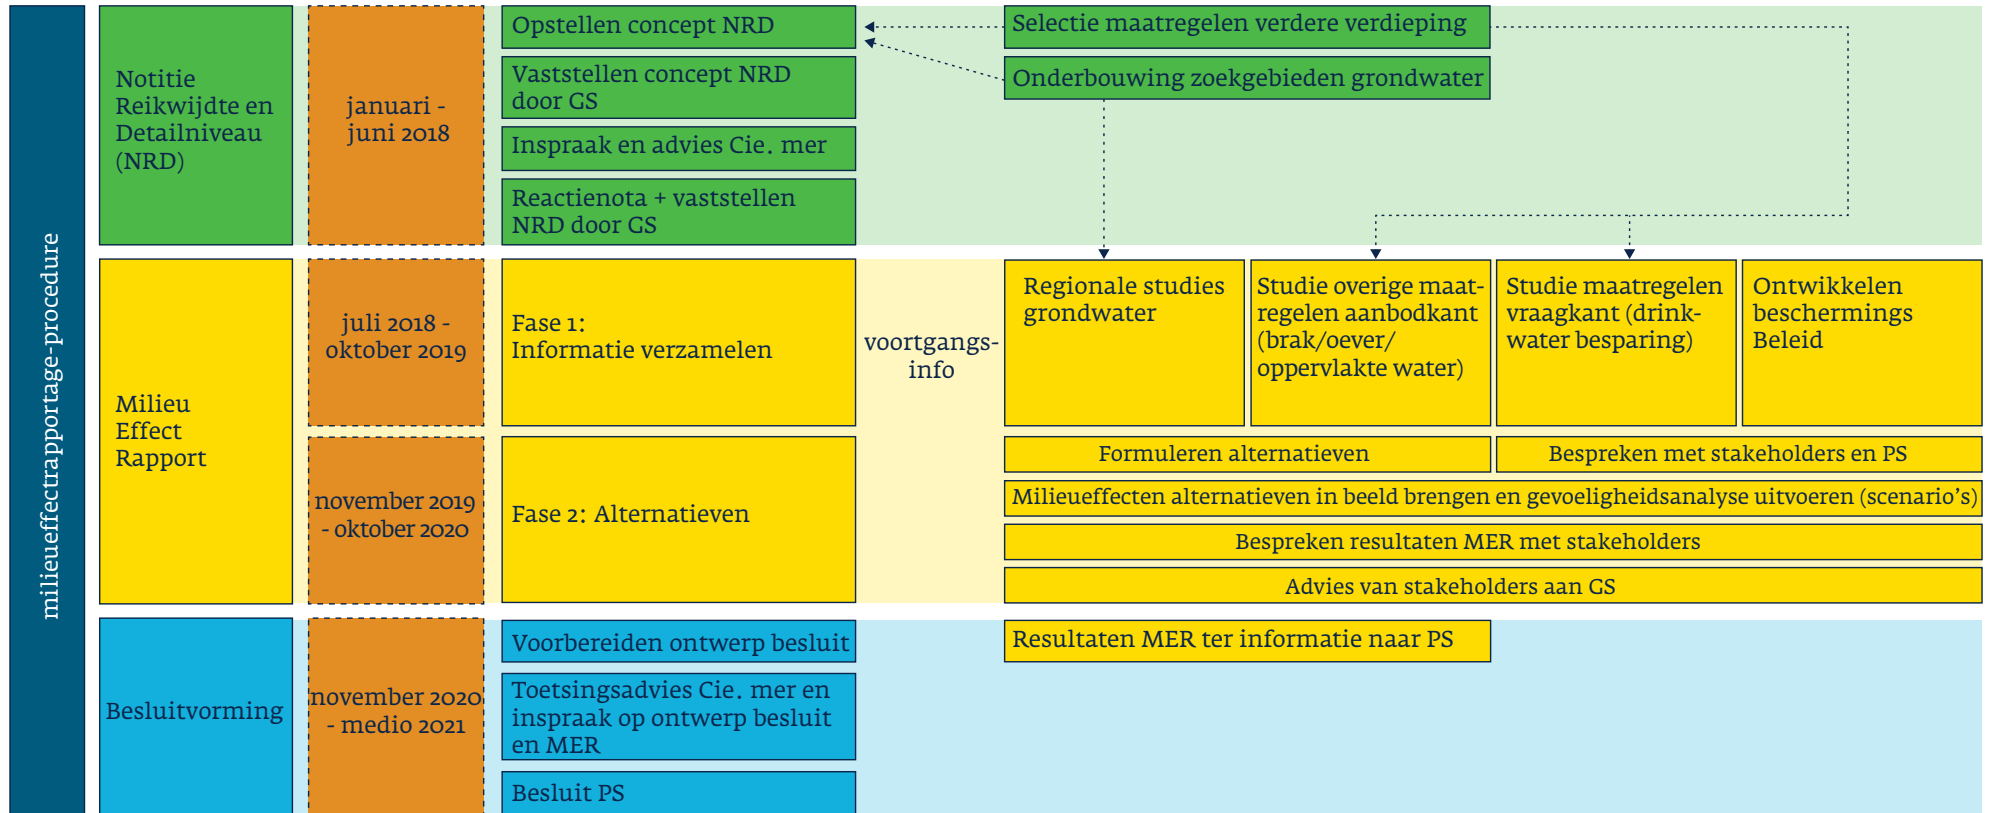 milieueffectrapportage-procedure
Notitie
Reikwijdte en
Detailniveau
(NRD)
januari -
juni 2018
Opstellen concept NRD
Vaststellen concept NRD
door GS
Inspraak en advies Cie. mer
Reactienota + vaststellen
NRD door GS
Selectie maatregelen verdere verdieping
Onderbouwing zoekgebieden grondwater
Milieu
Effect
Rapport
juli 2018 -
oktober 2019
Fase 1:
Informatie verzamelen
voortgangs-
info
Regionale studies
grondwater
Studie overige maat-
regelen aanbodkant
(brak/oever/
oppervlakte water)
Studie maatregelen
vraagkant (drink-
water besparing)
Ontwikkelen
beschermings
Beleid
november 2019
- oktober 2020
Fase 2: Alternatieven
Formuleren alternatieven
Bespreken met stakeholders en PS
Milieueffecten alternatieven in beeld brengen en gevoeligheidsanalyse uitvoeren (scenario's)
Bespreken resultaten MER met stakeholders
Advies van stakeholders aan GS
Besluitvorming
november 2020
- medio 2021
Voorbereiden ontwerp besluit
Toetsingsadvies Cie. mer en
inspraak op ontwerp besluit
en MER
Besluit PS
Resultaten MER ter informatie naar PS